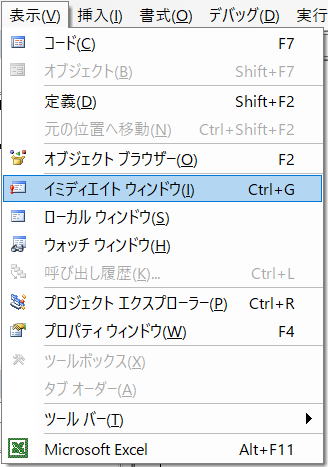 表示(V) 挿入(I) 書式(O) デバッグ(D) 実行
コード(C) F7
オブジェクト(B) Shift+F7
定義(D) Shift+F2
元の位置へ移動(N) Ctrl+Shift+F2
オブジェクト ブラウザー(O) F2
イミディエイト ウィンドウ(I) Ctrl+G
ローカル ウィンドウ(S)
ウォッチ ウィンドウ(H)
呼び出し履歴(K)... Ctrl+L
プロジェクト エクスプローラー(P) Ctrl+R
プロパティ ウィンドウ(W) F4
ツールボックス(X)
タブ オーダー(A)
ツール バー(T)
Microsoft Excel Alt+F11